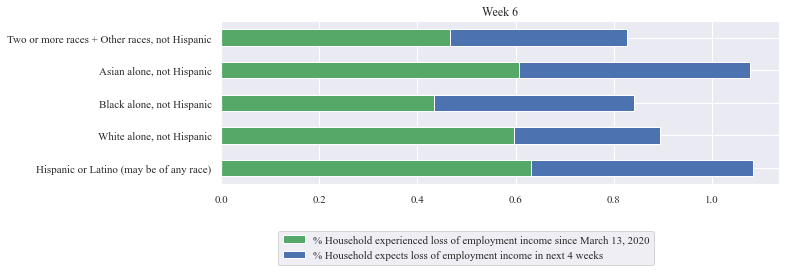 Week 6
Two or more races + Other races, not Hispanic
Asian alone, not Hispanic
Black alone, not Hispanic
White alone, not Hispanic
Hispanic or Latino (may be of any race)
0.0 0.2 0.4 0.6 0.8 1.0
% Household experienced loss of employment income since March 13, 2020
% Household expects loss of employment income in next 4 weeks